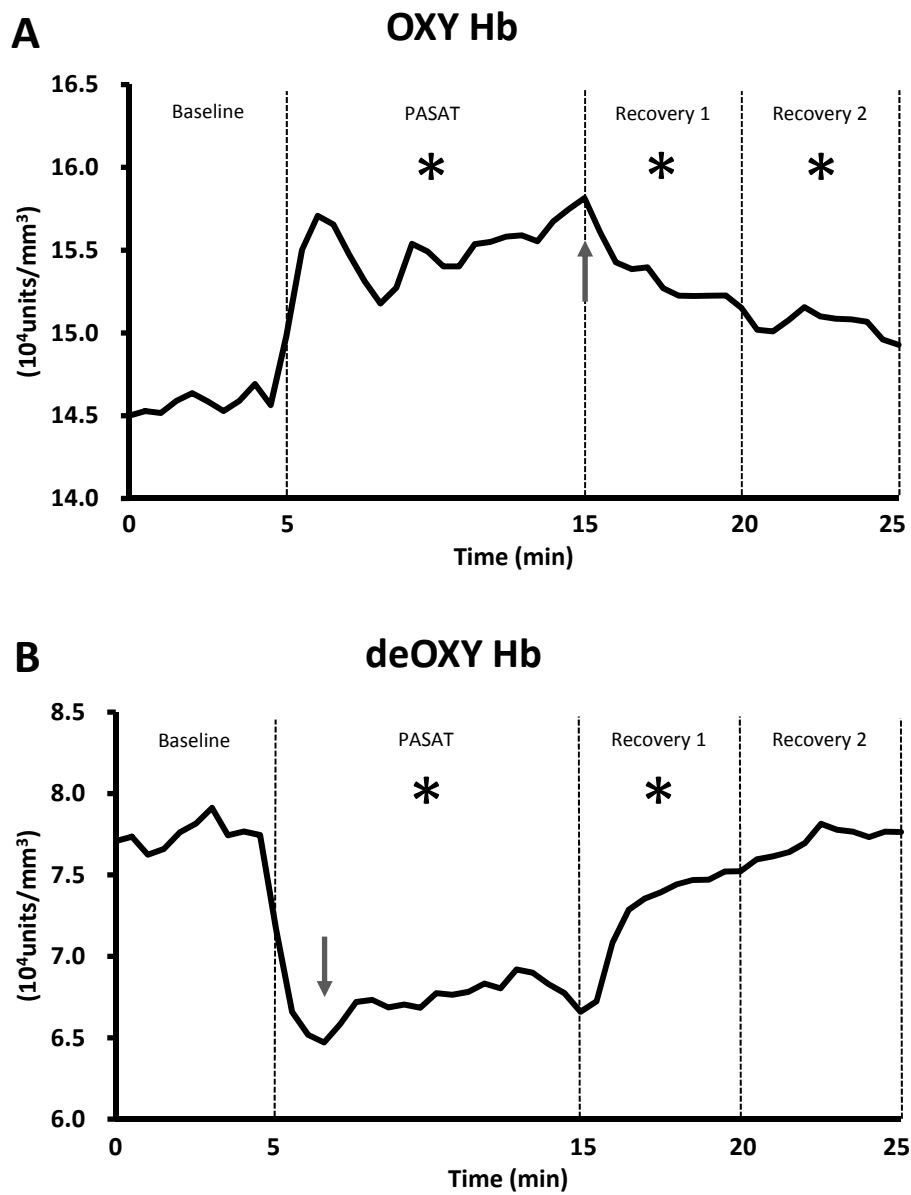 A
OXY Hb
16.5
Baseline
PASAT
Recovery 1
Recovery 2
16.0
*
*
*
15.5
15.0
14.5
14.0
(10⁴units/mm³)
0
5
15
20
25
Time (min)
B
deOXY Hb
8.5
Baseline
PASAT
Recovery 1
Recovery 2
8.0
*
*
7.5
7.0
6.5
6.0
(10⁴units/mm³)
0
5
15
20
25
Time (min)